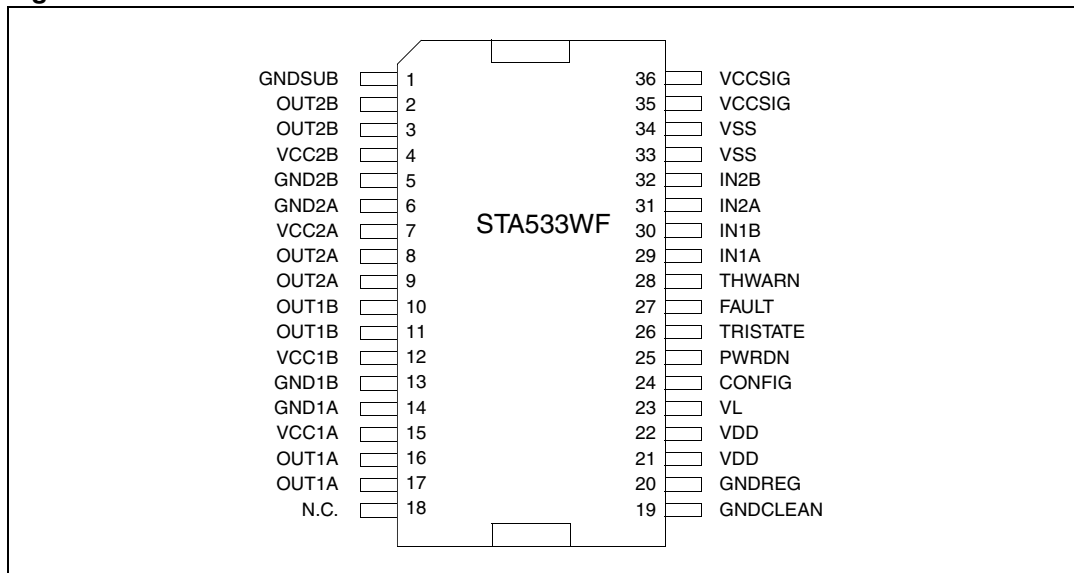 GNDSUB 1 36 VCCSIG
OUT2B 2 35 VCCSIG
OUT2B 3 34 VSS
VCC2B 4 33 VSS
GND2B 5 32 IN2B
GND2A 6 31 IN2A
STA533WF
VCC2A 7 30 IN1B
OUT2A 8 29 IN1A
OUT2A 9 28 THWARN
OUT1B 10 27 FAULT
OUT1B 11 26 TRISTATE
VCC1B 12 25 PWRDN
GND1B 13 24 CONFIG
GND1A 14 23 VL
VCC1A 15 22 VDD
OUT1A 16 21 VDD
OUT1A 17 20 GNDREG
N.C. 18 19 GNDCLEAN